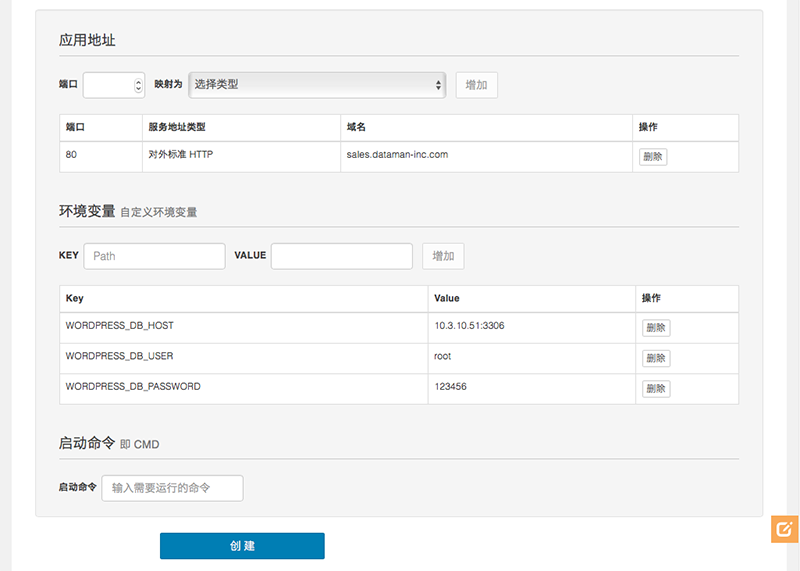 应用地址
端口 映射为 选择类型 增加
端口 服务地址类型 域名 操作
80 对外标准 HTTP sales.dataman-inc.com 删除
环境变量 自定义环境变量
KEY Path VALUE 增加
Key Value 操作
WORDPRESS_DB_HOST 10.3.10.51:3306 删除
WORDPRESS_DB_USER root 删除
WORDPRESS_DB_PASSWORD 123456 删除
启动命令 即 CMD
启动命令 输入需要运行的命令
创建